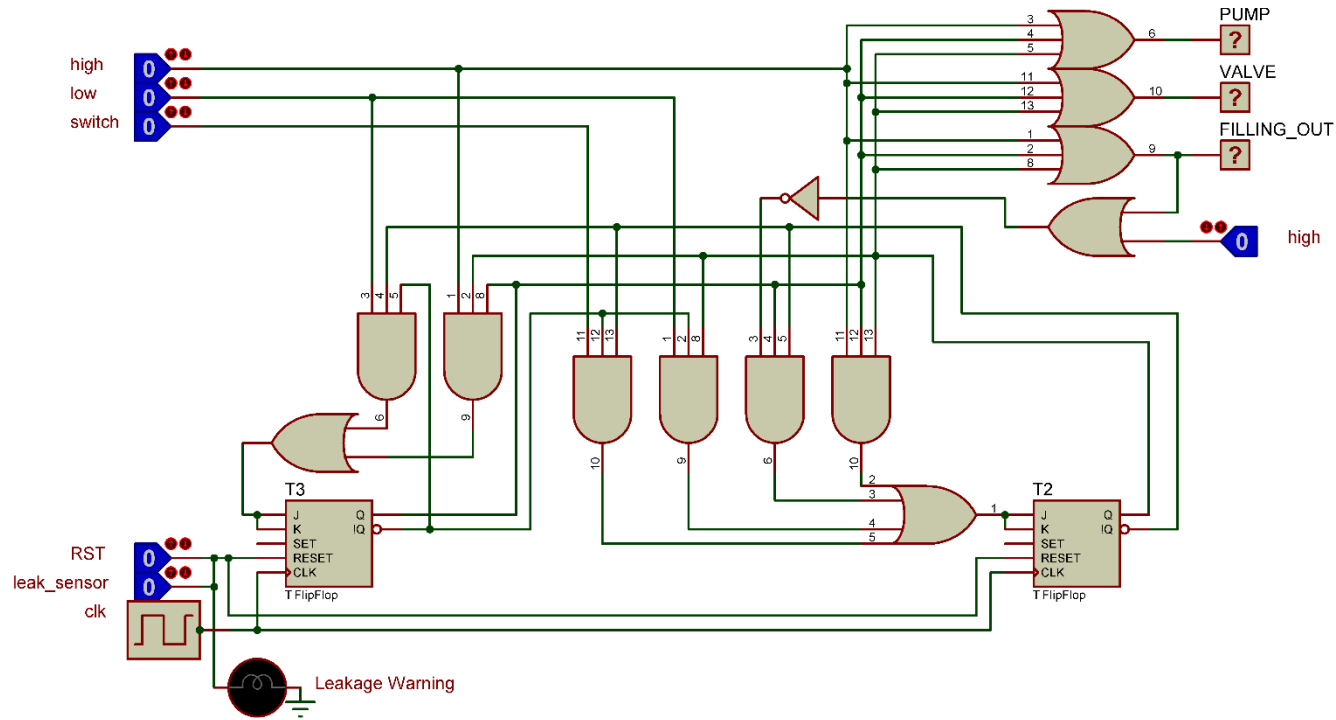 PUMP
3
4
5
6
?
high
0
low
0
switch
0
VALVE
11
12
13
10
?
FILLING_OUT
1
2
8
9
?
0
high
3
4
5
1
2
8
11
12
13
1
2
8
3
4
5
11
12
13
6
9
10
9
6
10
T3
J
K
SET
RESET
CLK
Q
!Q
T FlipFlop
2
3
4
5
1
T2
J
K
SET
RESET
CLK
Q
!Q
T FlipFlop
RST
0
leak_sensor
0
clk
Leakage Warning